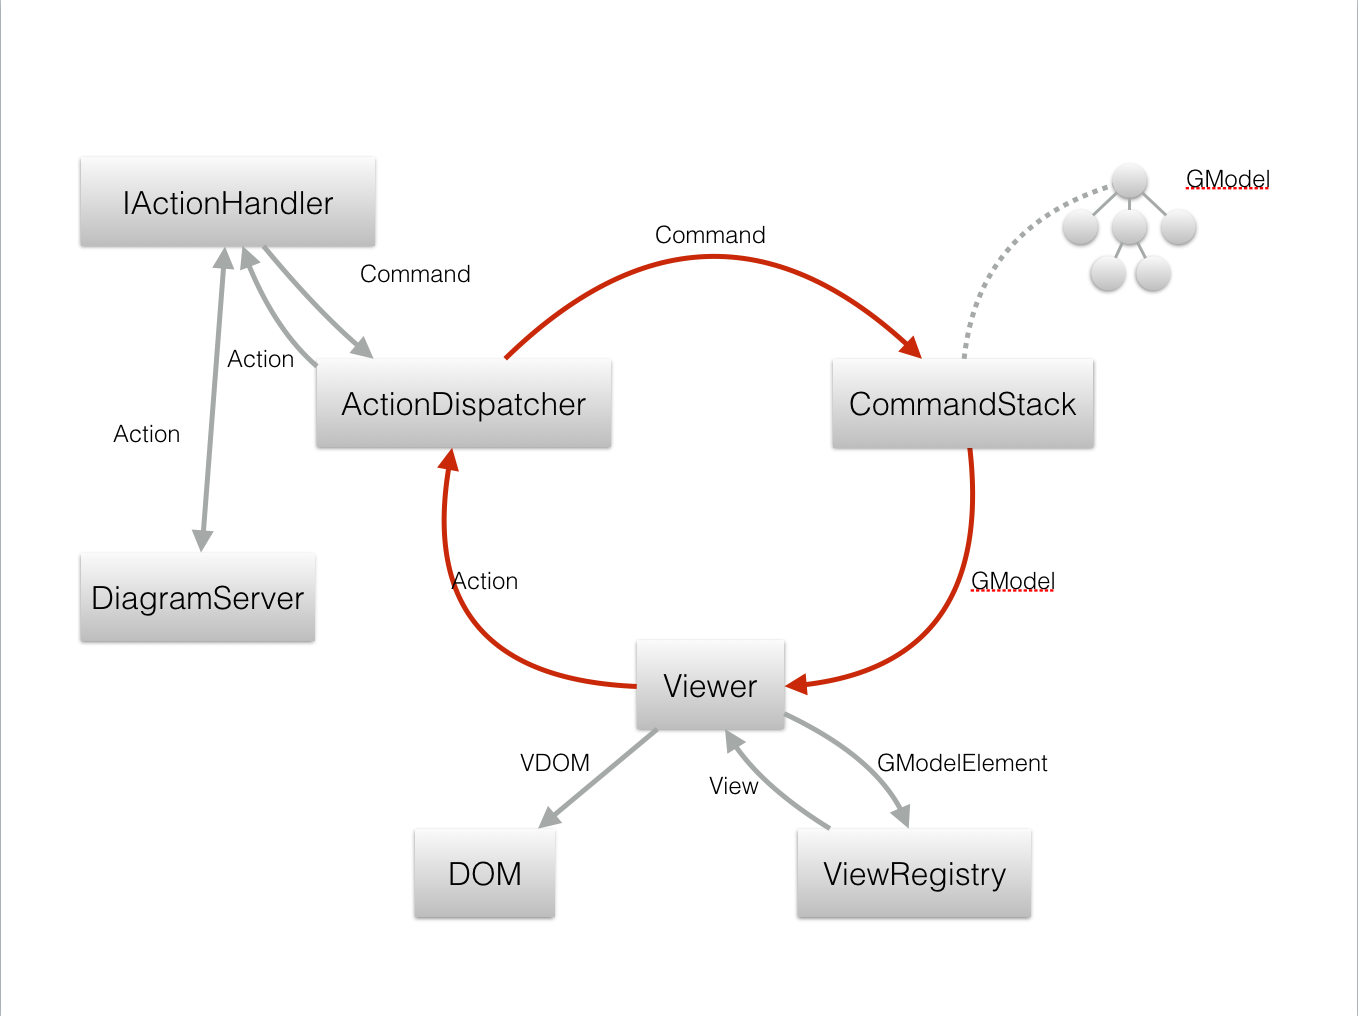 IActionHandler
GModel
Command
Command
Action
ActionDispatcher
CommandStack
Action
DiagramServer
Action
GModel
Viewer
VDOM
GModelElement
View
DOM
ViewRegistry